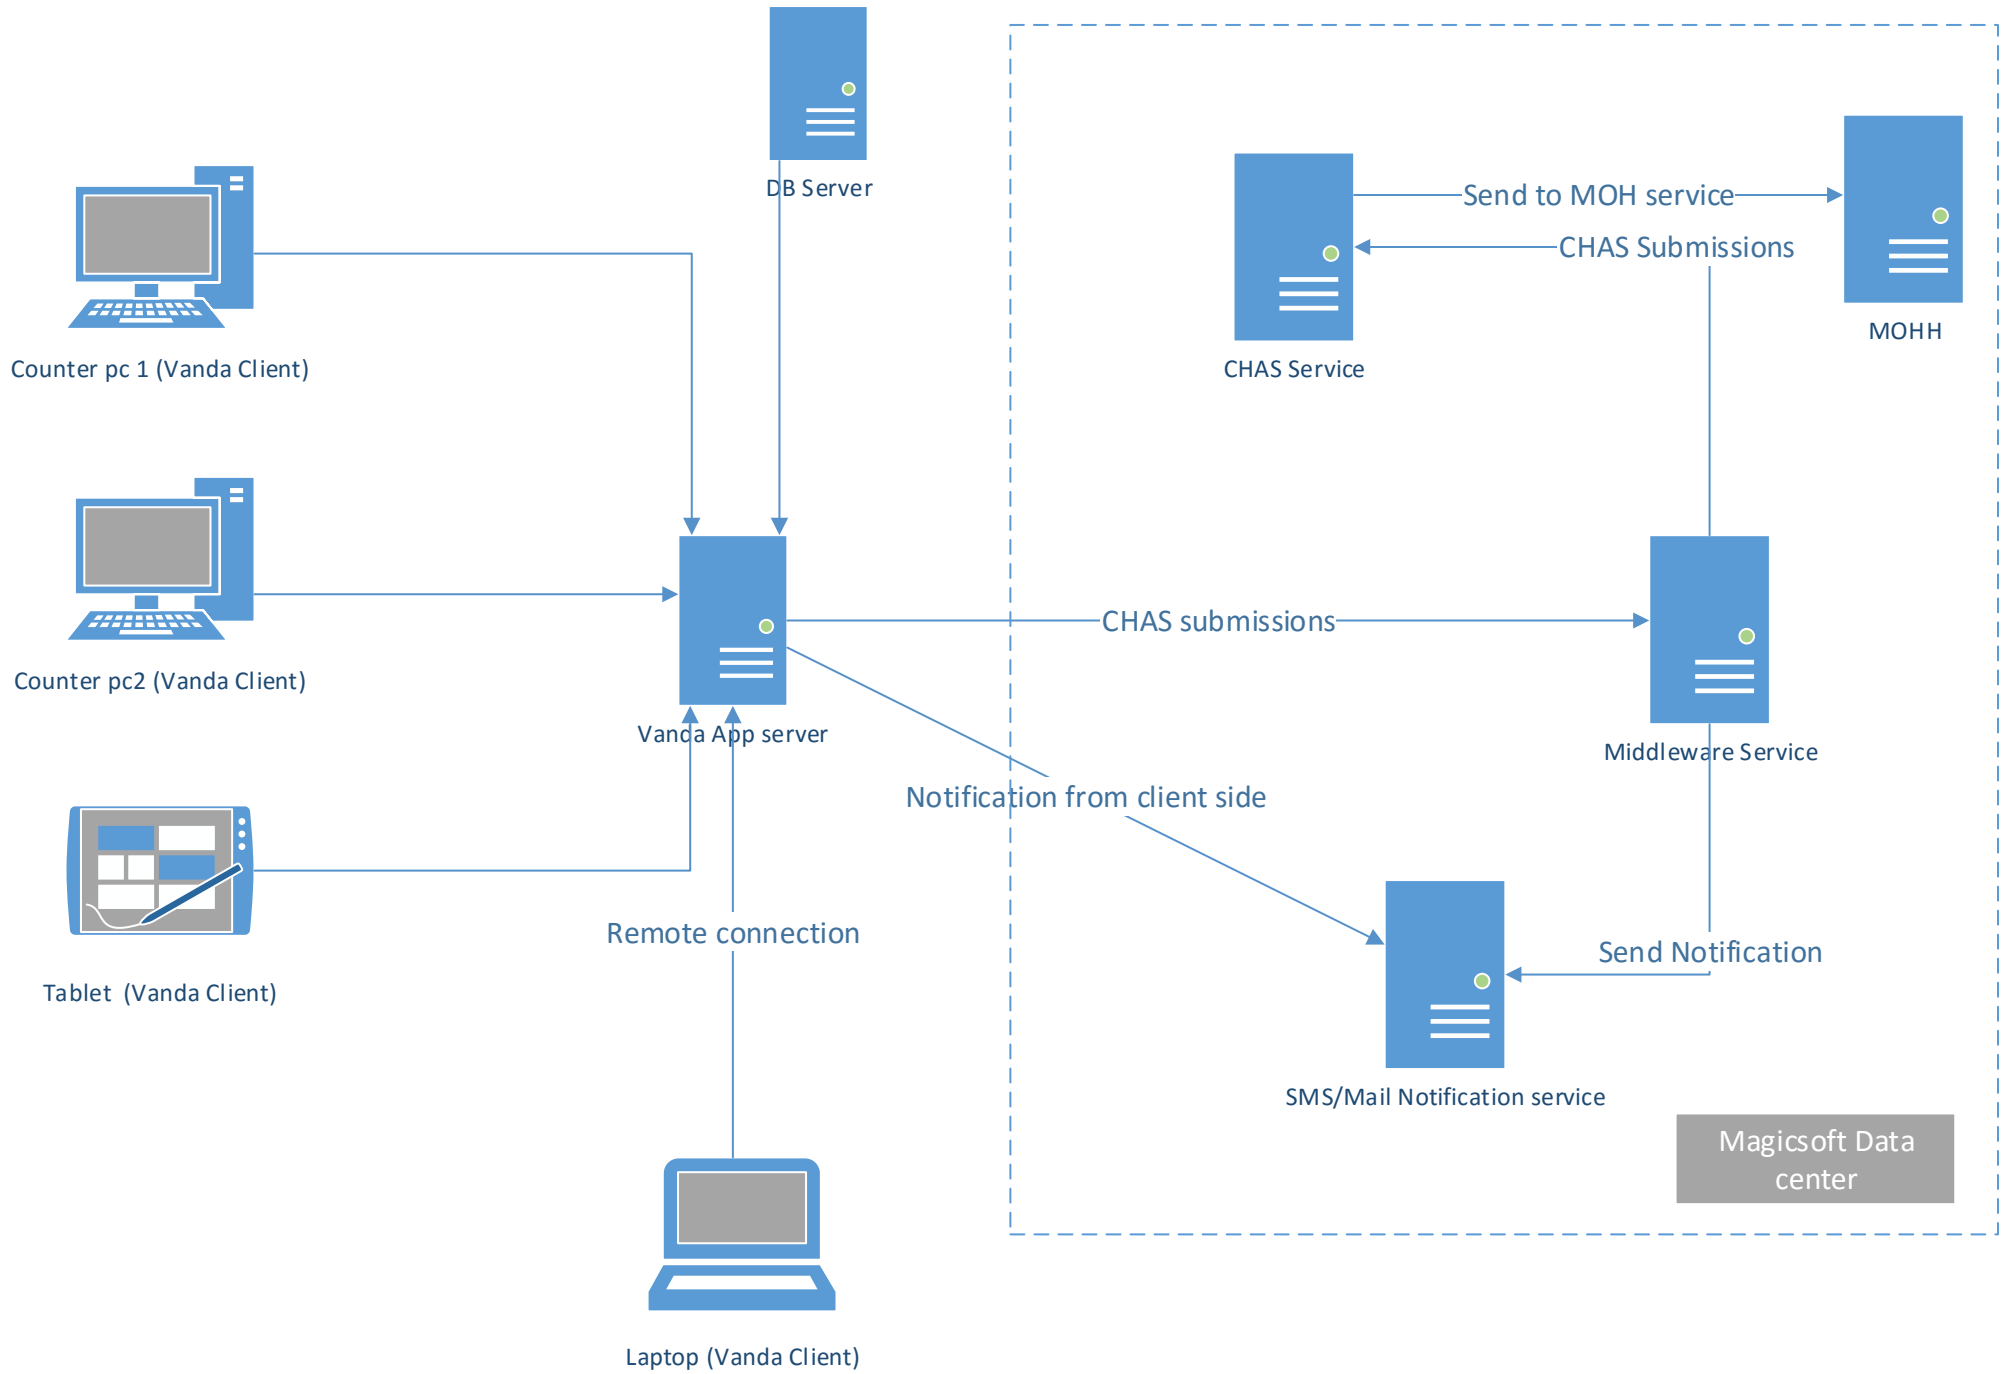 DB Server
Send to MOH service
CHAS Submissions
MOHH
CHAS Service
Counter pc 1 (Vanda Client)
CHAS submissions
Counter pc2 (Vanda Client)
Vanda App server
Middleware Service
Notification from client side
Remote connection
Send Notification
Tablet  (Vanda Client)
SMS/Mail Notification service
Magicsoft Data
center
Laptop (Vanda Client)